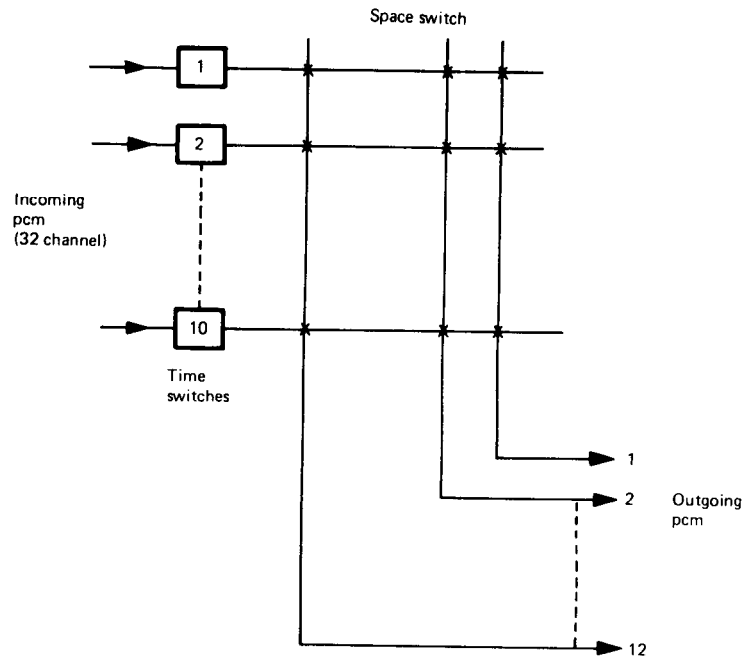 Space switch
1
2
Incoming
pcm
(32 channel)
10
Time
switches
1
2
Outgoing
pcm
12